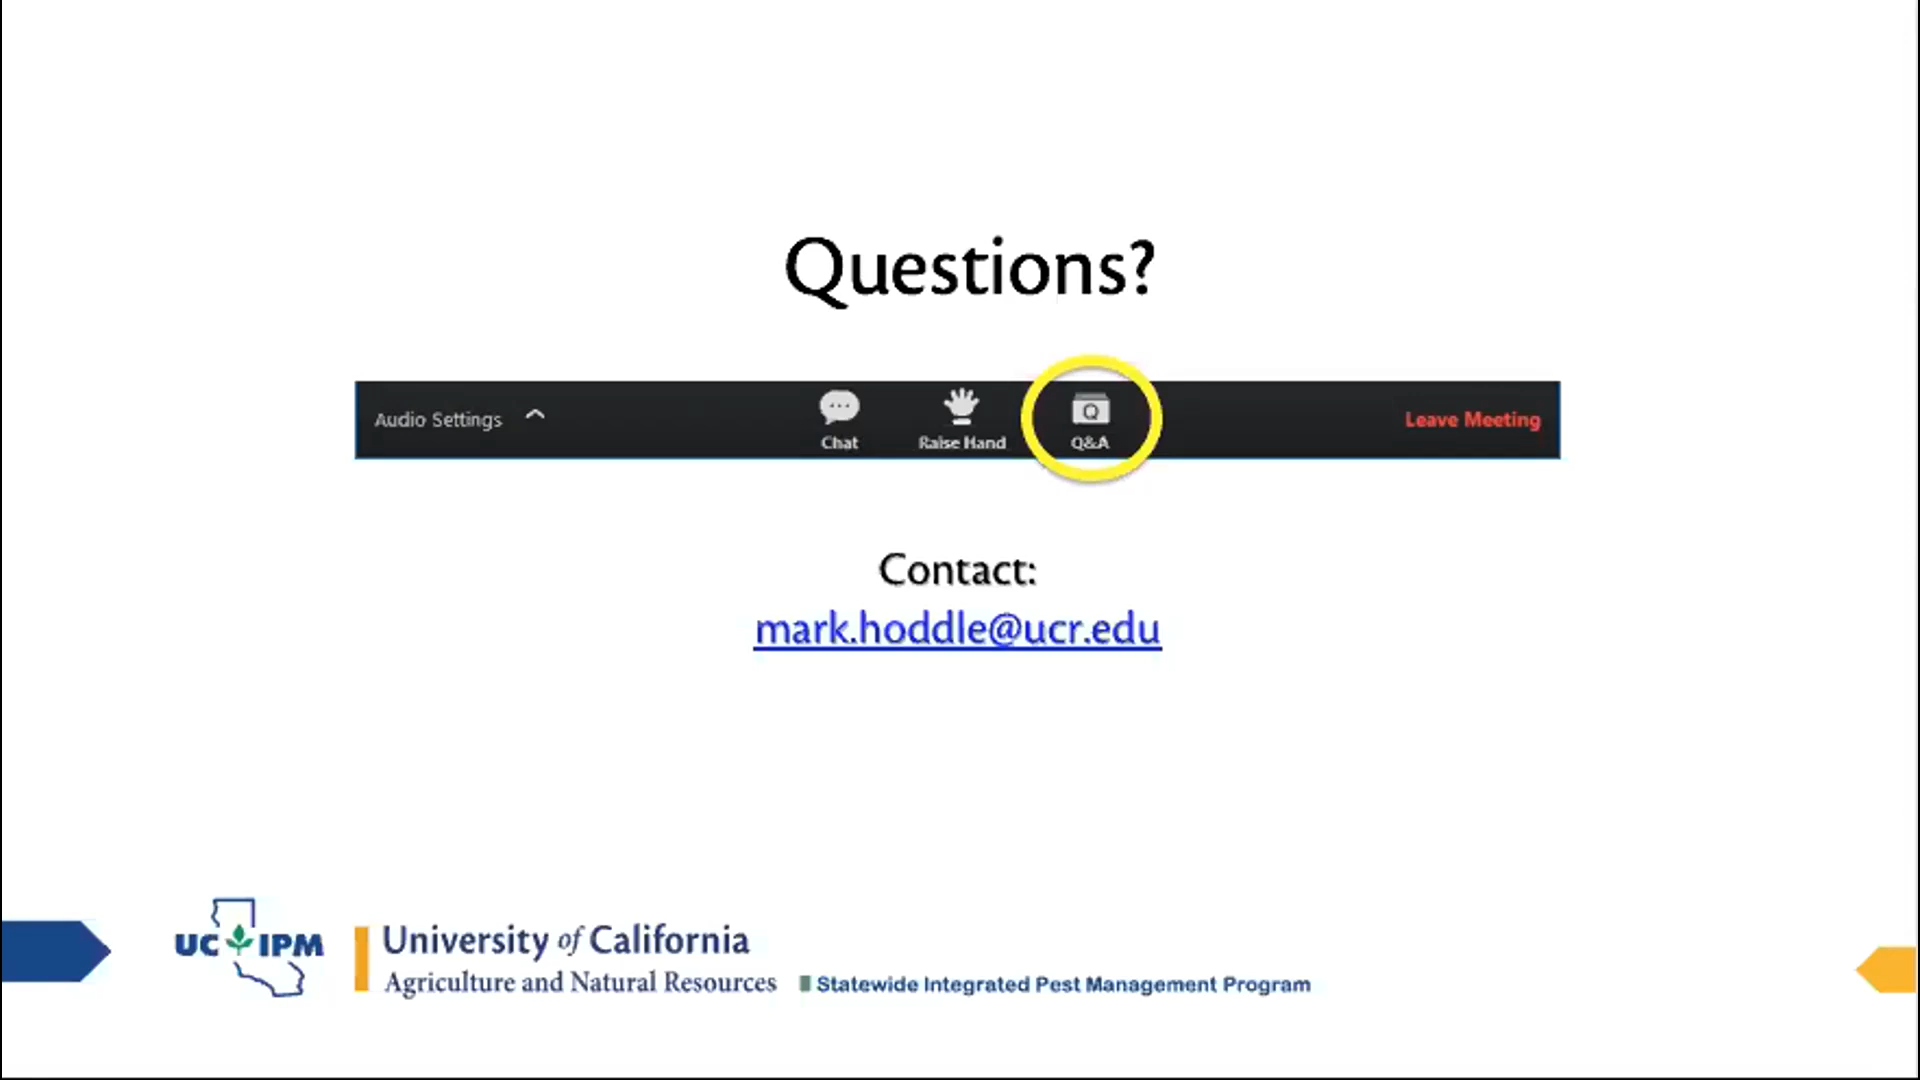 Questions?
Audio Settings
Chat
Raise Hand
Q
Q&A
Leave Meeting
Contact:
mark.hoddle@ucr.edu
UC IPM
University of California
Agriculture and Natural Resources
Statewide Integrated Pest Management Program